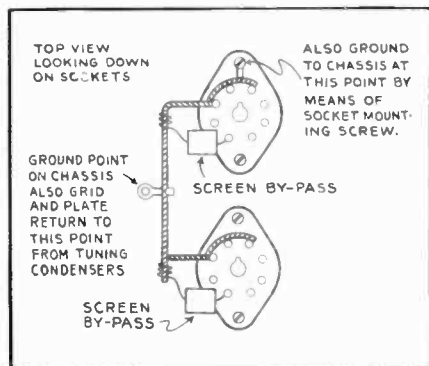 TOP VIEW
LOOKING DOWN
ON SOCKETS
ALSO GROUND
TO CHASSIS AT
THIS POINT BY
MEANS OF
SOCKET MOUNT-
ING SCREW.
GROUND POINT
ON CHASSIS
ALSO GRID
AND PLATE
RETURN TO
THIS POINT
FROM TUNING
CONDENSERS
SCREEN BY-PASS
SCREEN
BY-PASS